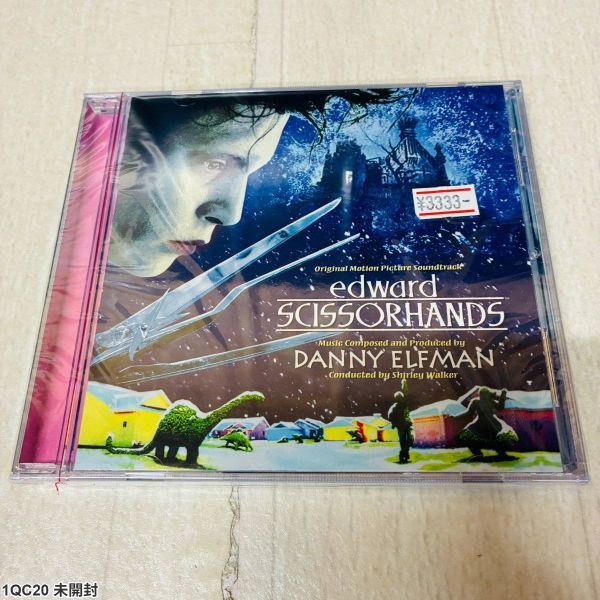 ¥3333-
Original Motion Picture Soundtrack
edward
SCISSORHANDS
Music Composed and Produced by
DANNY ELFMAN
Conducted by Shirley Walker
1QC20 未開封